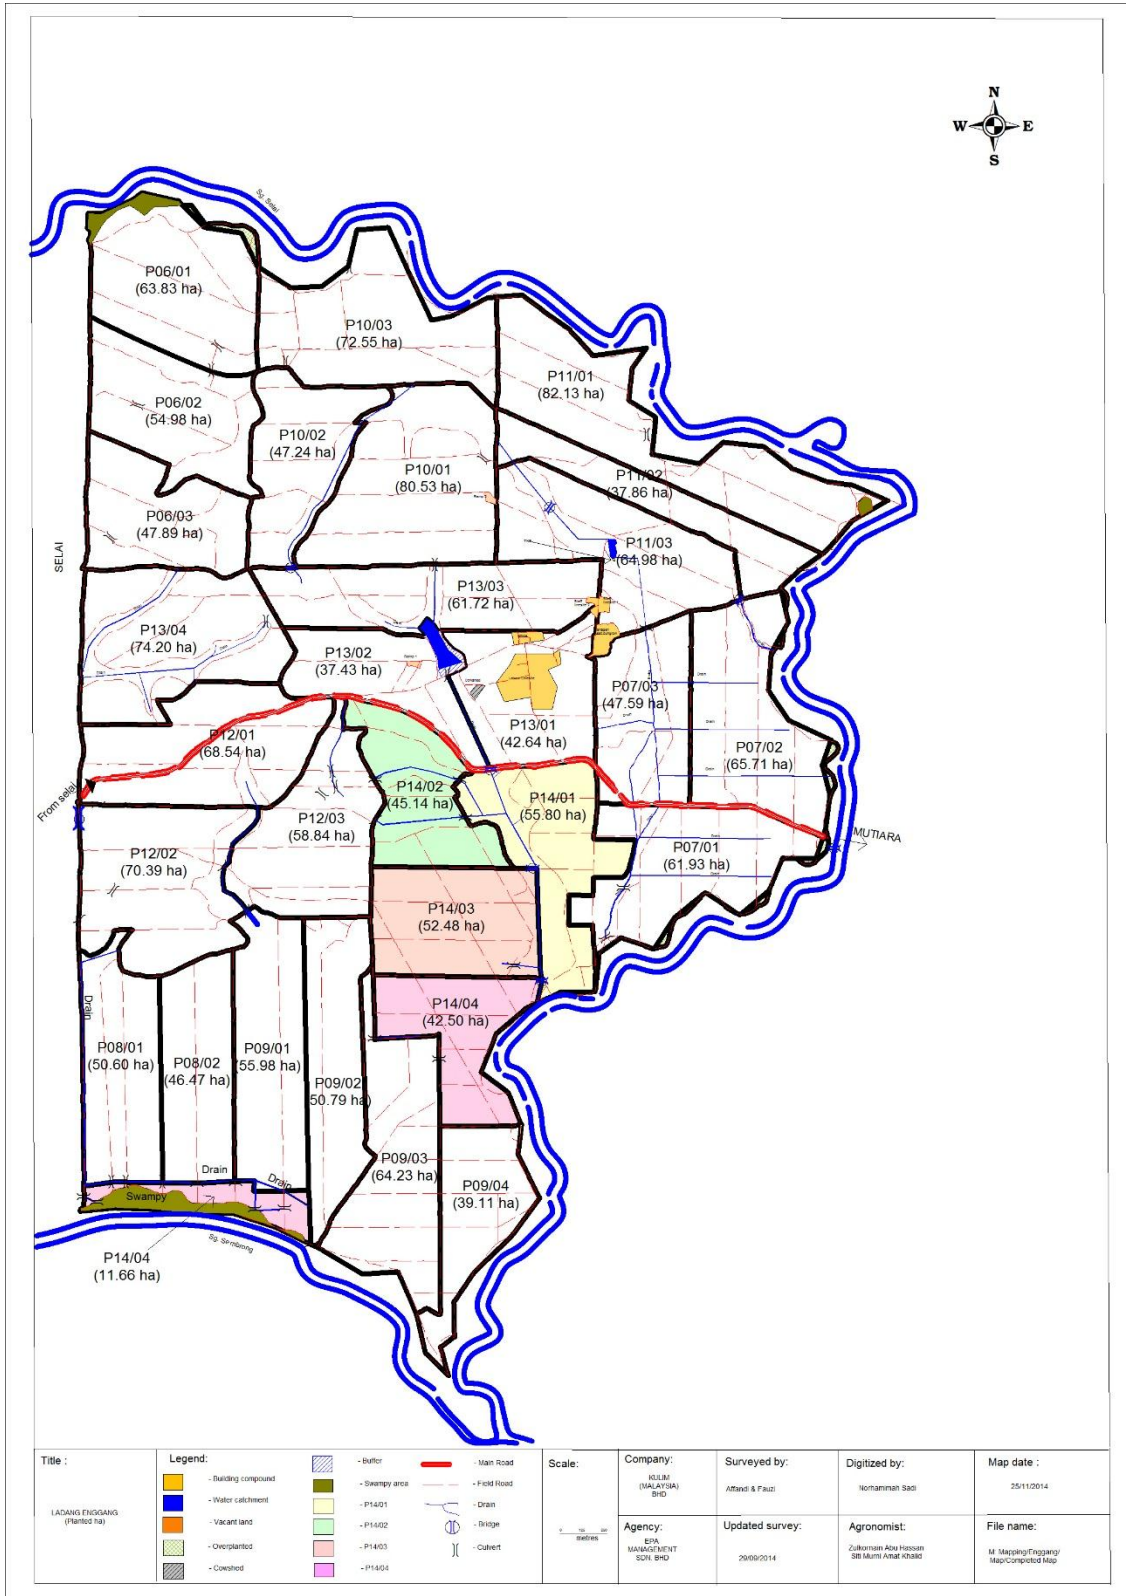 N
W E
S
Sg. Selai
P06/01
(63.83 ha)
P10/03
(72.55 ha)
P11/01
(82.13 ha)
P06/02
(54.98 ha)
P10/02
(47.24 ha)
P10/01
(80.53 ha)
P11/02
(37.86 ha)
P06/03
(47.89 ha)
P11/03
(64.98 ha)
SELAI
P13/03
(61.72 ha)
P13/04
(74.20 ha)
P13/02
(37.43 ha)
P07/03
(47.59 ha)
P13/01
(42.64 ha)
P12/01
(68.54 ha)
P07/02
(65.71 ha)
From selai
P14/02
(45.14 ha)
P14/01
(55.80 ha)
P12/03
(58.84 ha)
MUTIARA
P12/02
(70.39 ha)
P07/01
(61.93 ha)
P14/03
(52.48 ha)
Drain
P14/04
(42.50 ha)
P08/01
(50.60 ha)
P08/02
(46.47 ha)
P09/01
(55.98 ha)
P09/02
50.79 ha)
P09/03
(64.23 ha)
P09/04
(39.11 ha)
Drain
Drain
Swampy
Sg. Sembrong
P14/04
(11.66 ha)
Title :
LADANG ENGGANG
(Planted ha)
Legend:
- Building compound
- Water catchment
- Vacant land
- Overplanted
- Cowshed
- Buffer
- Swampy area
- P14/01
- P14/02
- P14/03
- P14/04
- Main Road
- Field Road
- Drain
- Bridge
- Culvert
Scale:
metres
Company:
KULIM
(MALAYSIA)
BHD
Surveyed by:
Affandi & Fauzi
Digitized by:
Norhamimah Sadi
Map date :
25/11/2014
Agency:
EPA
MANAGEMENT
SDN. BHD
Updated survey:
29/09/2014
Agronomist:
Zulkornain Abu Hassan
Siti Murni Amat Khalid
File name:
M: Mapping/Enggang/
Map/Completed Map